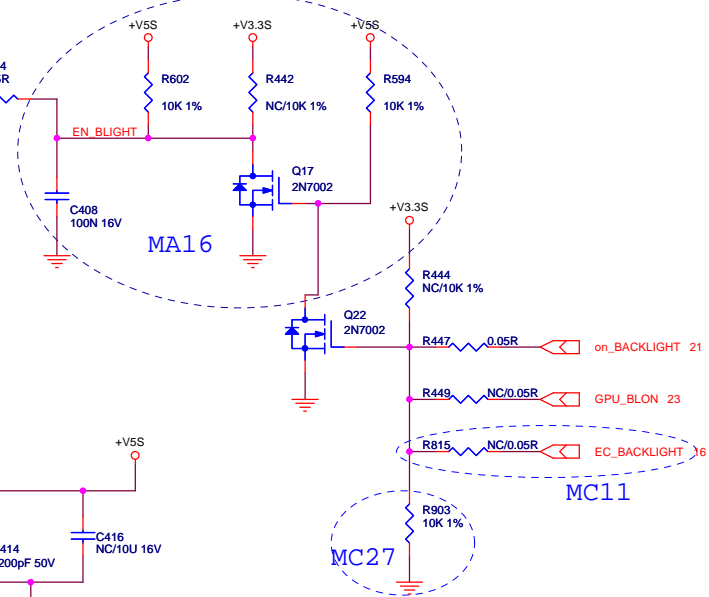 +V5S
+V3.3S
+V5S
4
R
R602
10K 1%
R442
NC/10K 1%
R594
10K 1%
EN_BLIGHT
Q17
2N7002
C408
100N 16V
MA16
+V3.3S
R444
NC/10K 1%
Q22
2N7002
R447
0.05R
on_BACKLIGHT 21
R449
NC/0.05R
GPU_BLON 23
R815
NC/0.05R
EC_BACKLIGHT 16
MC11
+V5S
R903
10K 1%
MC27
C416
NC/10U 16V
414
200pF 50V